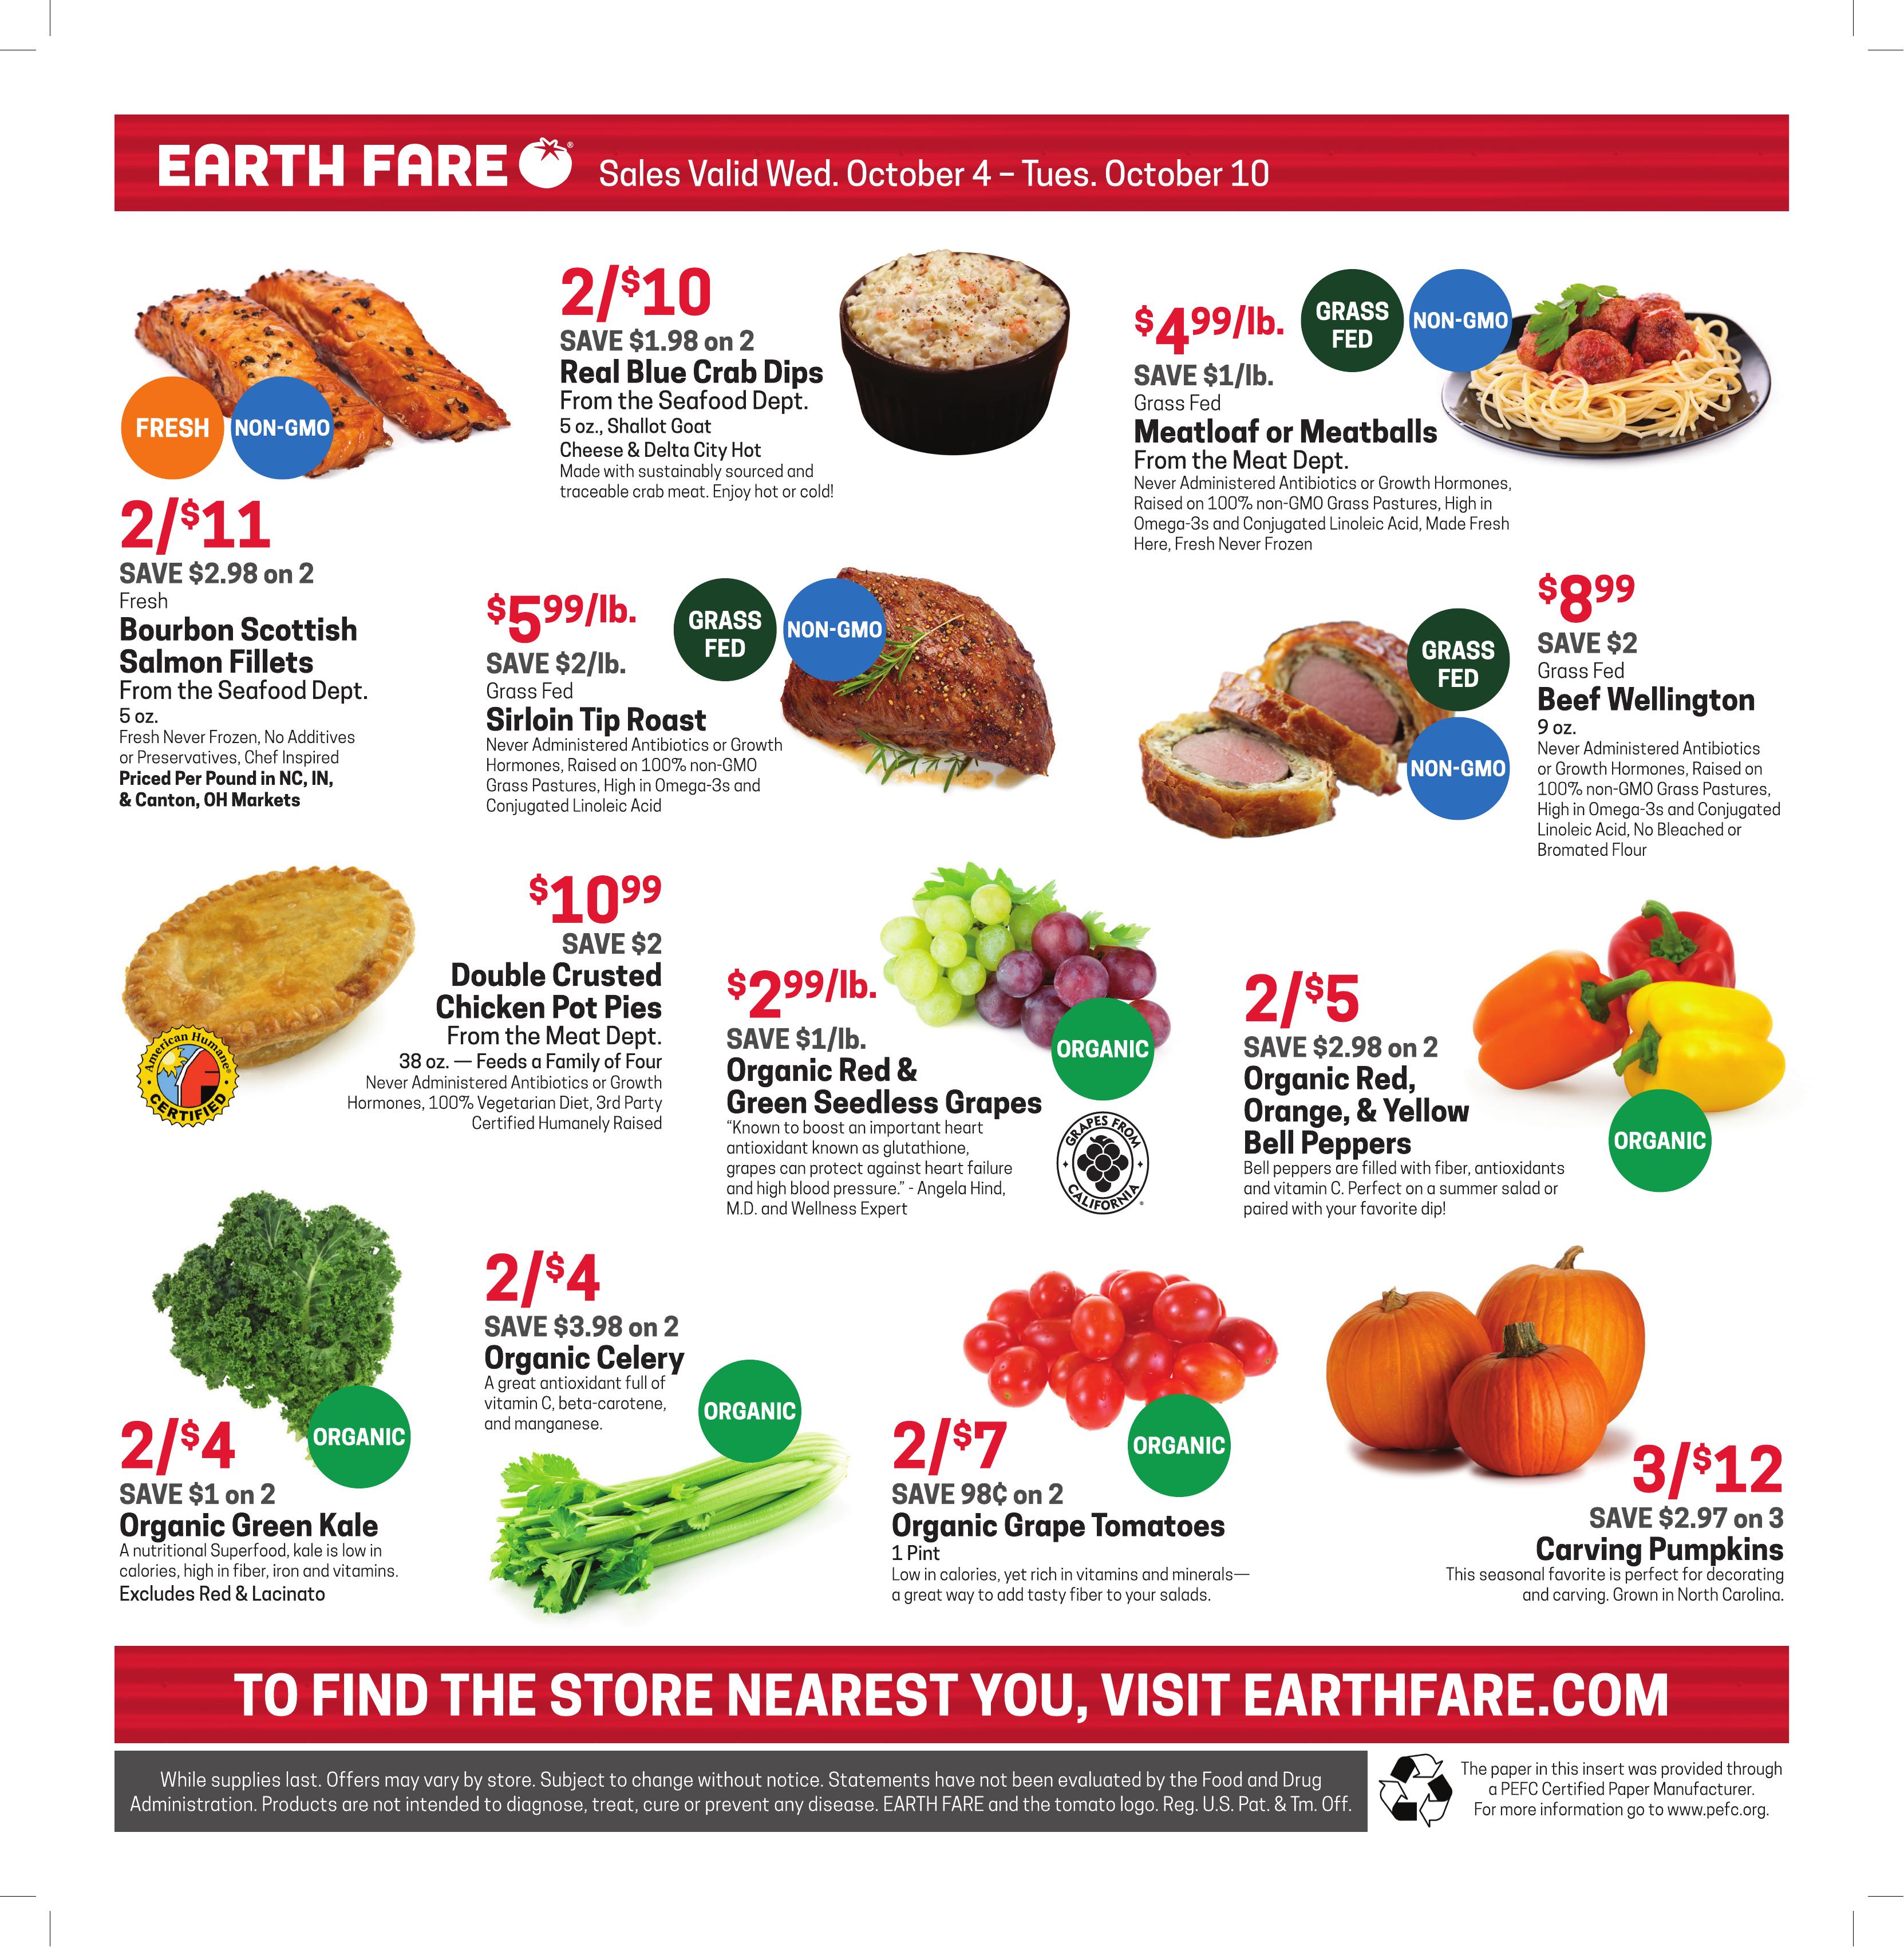 EARTH FARE
Sales Valid Wed. October 4 – Tues. October 10
FRESH
NON-GMO
2/$11
SAVE $2.98 on 2
Fresh
Bourbon Scottish
Salmon Fillets
From the Seafood Dept.
5 oz.
Fresh Never Frozen, No Additives
or Preservatives, Chef Inspired
Priced Per Pound in NC, IN,
& Canton, OH Markets
2/$10
SAVE $1.98 on 2
Real Blue Crab Dips
From the Seafood Dept.
5 oz., Shallot Goat
Cheese & Delta City Hot
Made with sustainably sourced and
traceable crab meat. Enjoy hot or cold!
$4 99/lb.
GRASS
FED
NON-GMO
SAVE $1/lb.
Grass Fed
Meatloaf or Meatballs
From the Meat Dept.
Never Administered Antibiotics or Growth Hormones,
Raised on 100% non-GMO Grass Pastures, High in
Omega-3s and Conjugated Linoleic Acid, Made Fresh
Here, Fresh Never Frozen
$5 99/lb.
GRASS
FED
NON-GMO
SAVE $2/lb.
Grass Fed
Sirloin Tip Roast
Never Administered Antibiotics or Growth
Hormones, Raised on 100% non-GMO
Grass Pastures, High in Omega-3s and
Conjugated Linoleic Acid
GRASS
FED
NON-GMO
$8 99
SAVE $2
Grass Fed
Beef Wellington
9 oz.
Never Administered Antibiotics
or Growth Hormones, Raised on
100% non-GMO Grass Pastures,
High in Omega-3s and Conjugated
Linoleic Acid, No Bleached or
Bromated Flour
American Humane®
CERTIFIED
$10 99
SAVE $2
Double Crusted
Chicken Pot Pies
From the Meat Dept.
38 oz. — Feeds a Family of Four
Never Administered Antibiotics or Growth
Hormones, 100% Vegetarian Diet, 3rd Party
Certified Humanely Raised
$2 99/lb.
SAVE $1/lb.
Organic Red &
Green Seedless Grapes
"Known to boost an important heart
antioxidant known as glutathione,
grapes can protect against heart failure
and high blood pressure." - Angela Hind,
M.D. and Wellness Expert
ORGANIC
GRAPES FROM
CALIFORNIA®
2/$5
SAVE $2.98 on 2
Organic Red,
Orange, & Yellow
Bell Peppers
Bell peppers are filled with fiber, antioxidants
and vitamin C. Perfect on a summer salad or
paired with your favorite dip!
ORGANIC
2/$4
ORGANIC
SAVE $1 on 2
Organic Green Kale
A nutritional Superfood, kale is low in
calories, high in fiber, iron and vitamins.
Excludes Red & Lacinato
2/$4
SAVE $3.98 on 2
Organic Celery
A great antioxidant full of
vitamin C, beta-carotene,
and manganese.
ORGANIC
2/$7
ORGANIC
SAVE 98¢ on 2
Organic Grape Tomatoes
1 Pint
Low in calories, yet rich in vitamins and minerals—
a great way to add tasty fiber to your salads.
3/$12
SAVE $2.97 on 3
Carving Pumpkins
This seasonal favorite is perfect for decorating
and carving. Grown in North Carolina.
TO FIND THE STORE NEAREST YOU, VISIT EARTHFARE.COM
While supplies last. Offers may vary by store. Subject to change without notice. Statements have not been evaluated by the Food and Drug
Administration. Products are not intended to diagnose, treat, cure or prevent any disease. EARTH FARE and the tomato logo. Reg. U.S. Pat. & Tm. Off.
The paper in this insert was provided through
a PEFC Certified Paper Manufacturer.
For more information go to www.pefc.org.